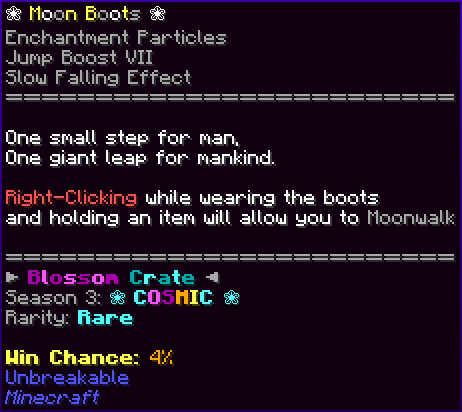 ❀ Moon Boots ❀
Enchantment Particles
Jump Boost VII
Slow Falling Effect
============================
One small step for man,
One giant leap for mankind.
Right-Clicking while wearing the boots
and holding an item will allow you to Moonwalk
============================
► Blossom Crate ◄
Season 3: ❀ COSMIC ❀
Rarity: Rare
Win Chance: 4%
Unbreakable
Minecraft